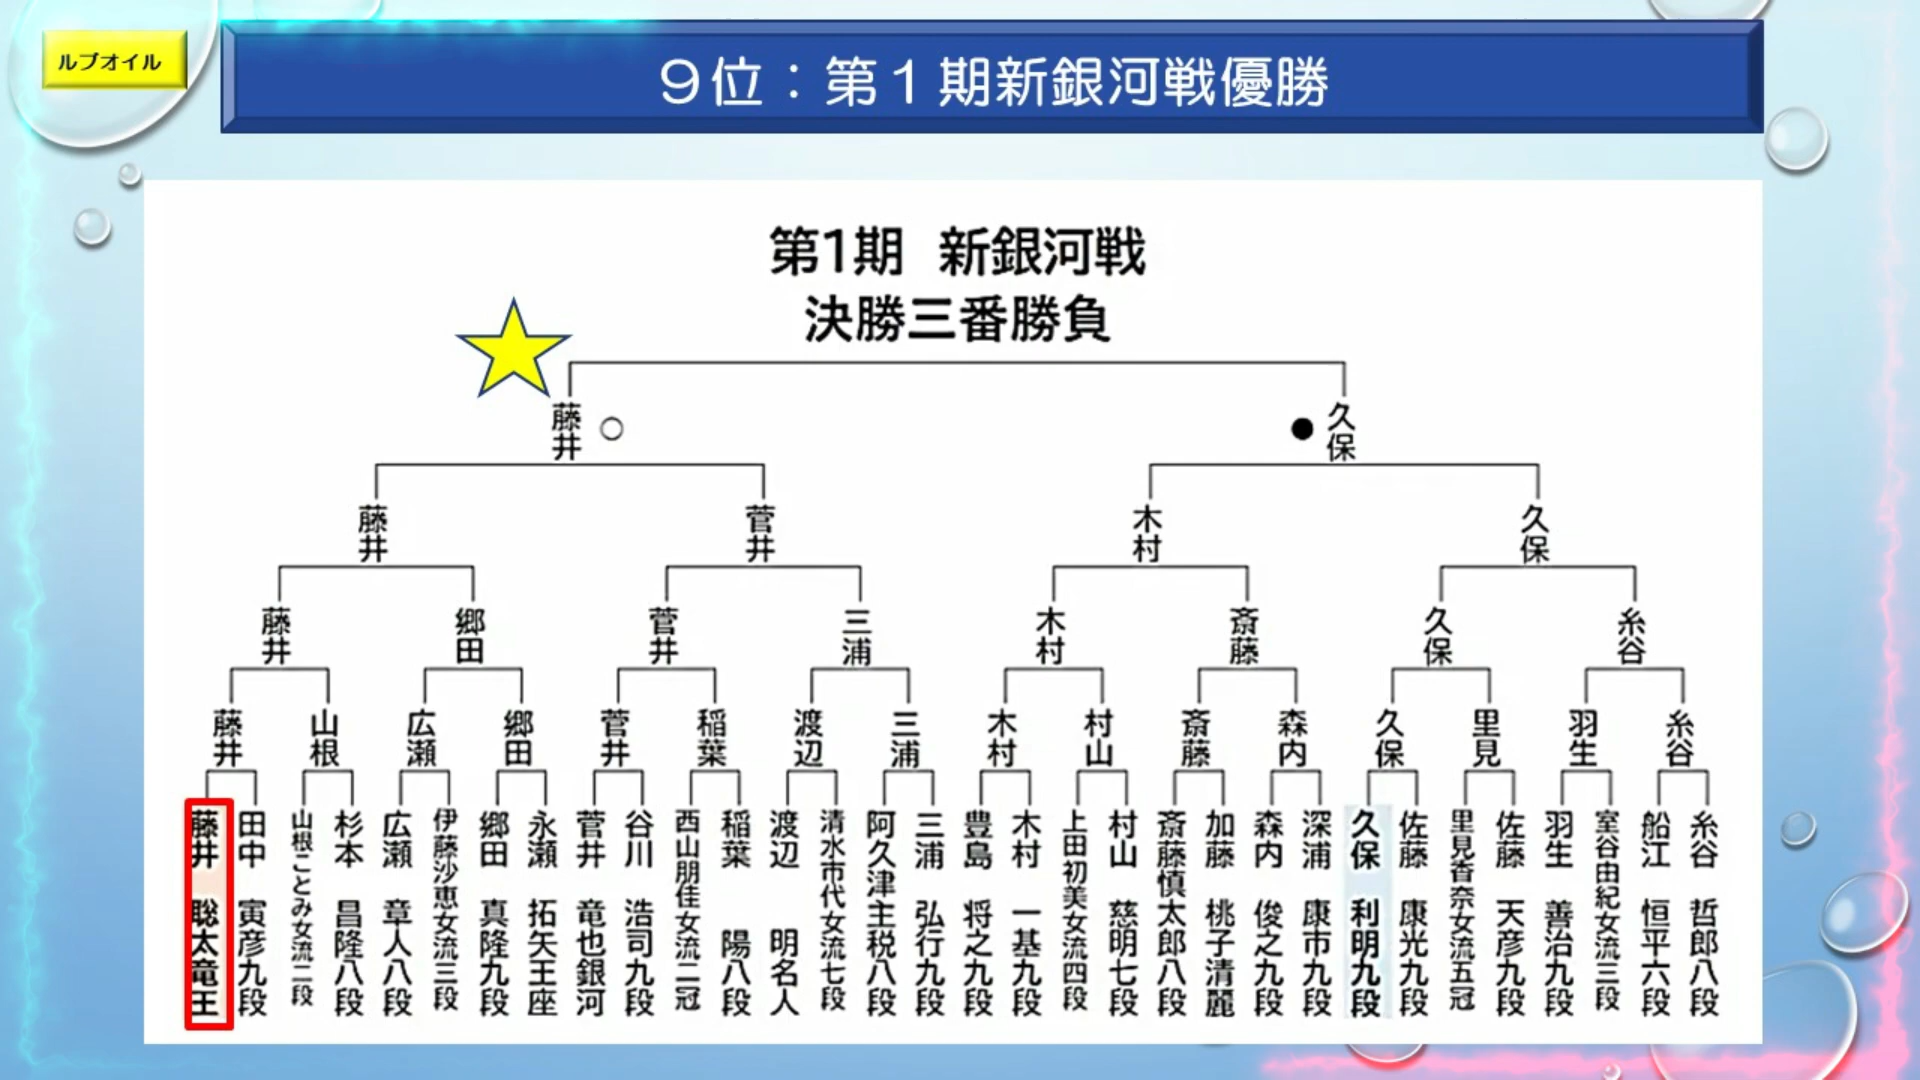 ルブオイル
９位：第１期新銀河戦優勝
第1期 新銀河戦
決勝三番勝負
藤井 ○
● 久保
藤井
菅井
木村
久保
藤井
郷田
菅井
三浦
木村
斎藤
久保
糸谷
藤井
山根
広瀬
郷田
菅井
稲葉
渡辺
三浦
木村
村山
斎藤
森内
久保
里見
羽生
糸谷
藤井 聡太竜王
田中 寅彦九段
山根ことみ女流二段
杉本 昌隆八段
広瀬 章人八段
伊藤沙恵女流三段
郷田 真隆九段
永瀬 拓矢王座
菅井 竜也銀河
谷川 浩司九段
西山朋佳女流二冠
稲葉 陽八段
渡辺 明名人
清水市代女流七段
阿久津主税八段
三浦 弘行九段
豊島 将之九段
木村 一基九段
上田初美女流四段
村山 慈明七段
斎藤慎太郎八段
加藤 桃子清麗
森内 俊之九段
深浦 康市九段
久保 利明九段
佐藤 康光九段
里見香奈女流五冠
佐藤 天彦九段
羽生 善治九段
室谷由紀女流三段
船江 恒平六段
糸谷 哲郎八段